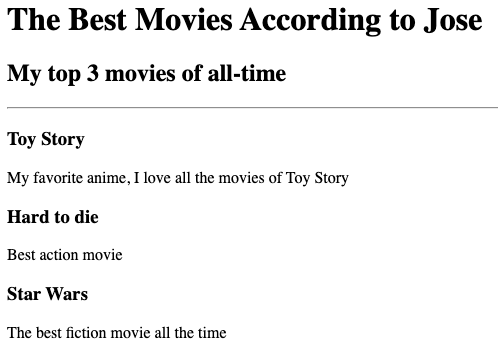 The Best Movies According to Jose
My top 3 movies of all-time
Toy Story
My favorite anime, I love all the movies of Toy Story
Hard to die
Best action movie
Star Wars
The best fiction movie all the time